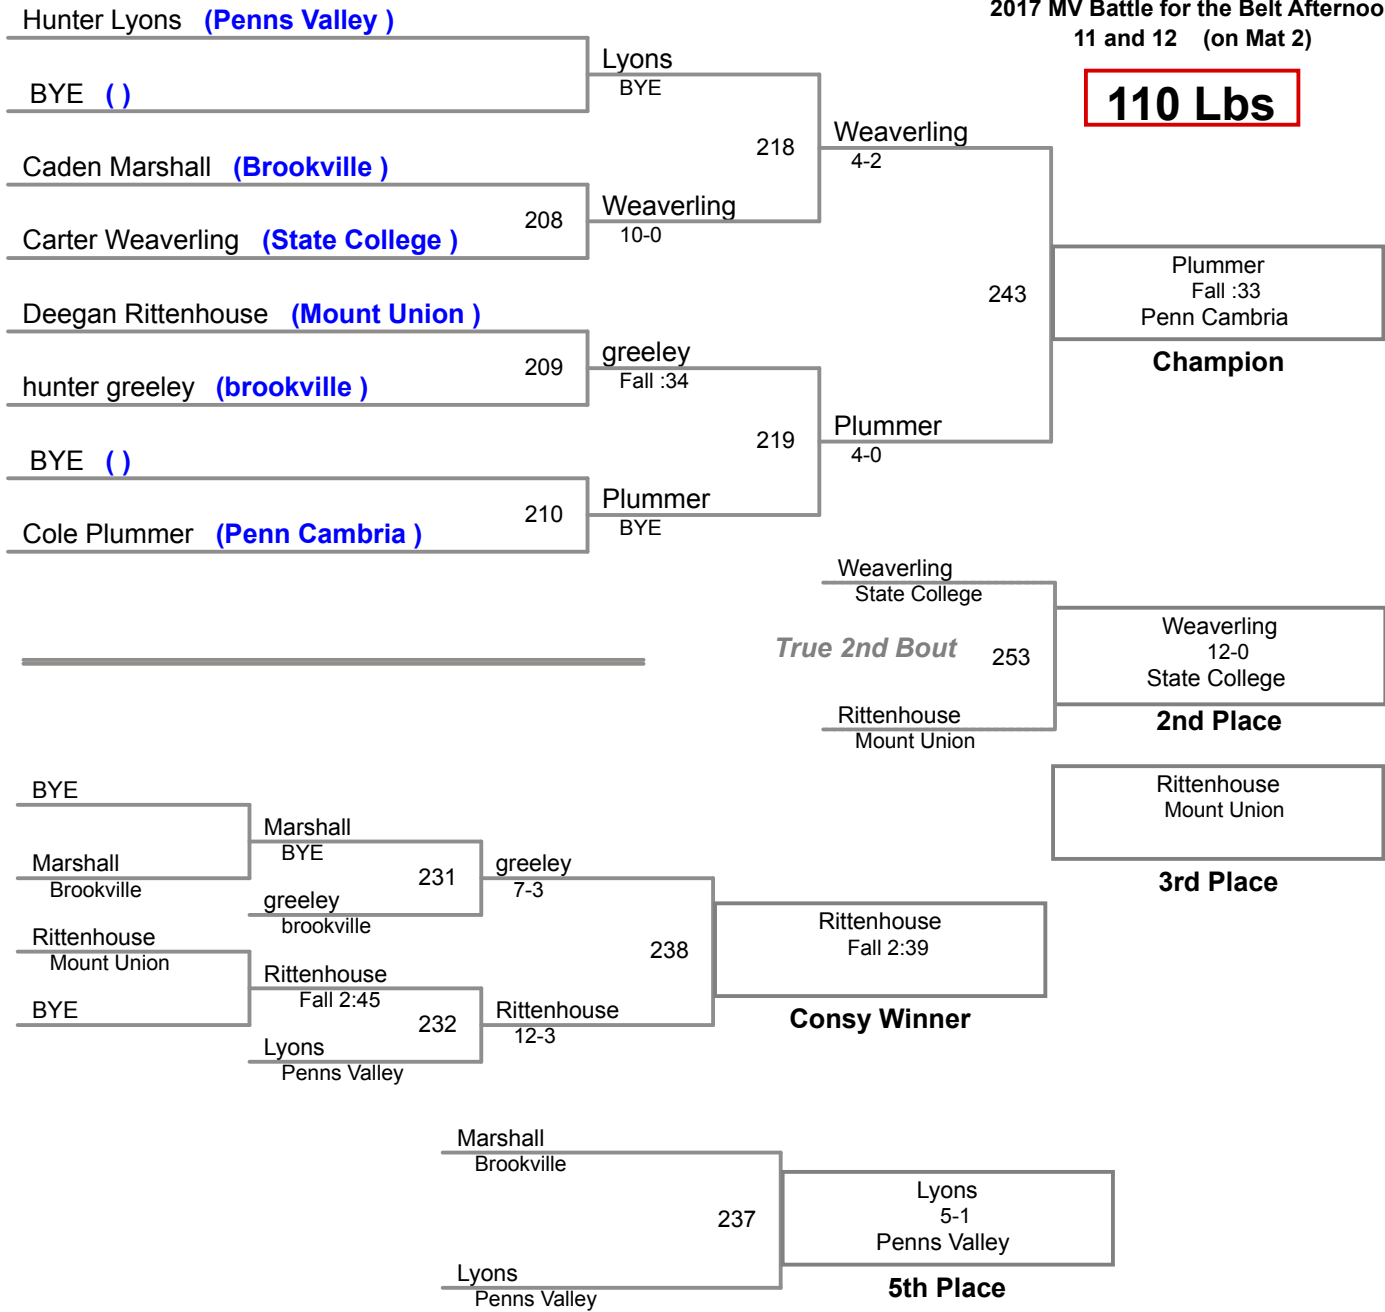 2017 MV Battle for the Belt Afternoo
11 and 12 (on Mat 2)
110 Lbs
Hunter Lyons (Penns Valley )
BYE ( )
Lyons
BYE
Caden Marshall (Brookville )
Carter Weaverling (State College )
208
Weaverling
10-0
218
Weaverling
4-2
Deegan Rittenhouse (Mount Union )
hunter greeley (brookville )
209
greeley
Fall :34
BYE ( )
Cole Plummer (Penn Cambria )
210
Plummer
BYE
219
Plummer
4-0
243
Plummer
Fall :33
Penn Cambria
Champion
Weaverling
State College
True 2nd Bout
253
Rittenhouse
Mount Union
Weaverling
12-0
State College
2nd Place
Rittenhouse
Mount Union
3rd Place
BYE
Marshall
Brookville
Marshall
BYE
greeley
brookville
231
greeley
7-3
Rittenhouse
Mount Union
BYE
Rittenhouse
Fall 2:45
Lyons
Penns Valley
232
Rittenhouse
12-3
238
Rittenhouse
Fall 2:39
Consy Winner
Marshall
Brookville
237
Lyons
Penns Valley
Lyons
5-1
Penns Valley
5th Place